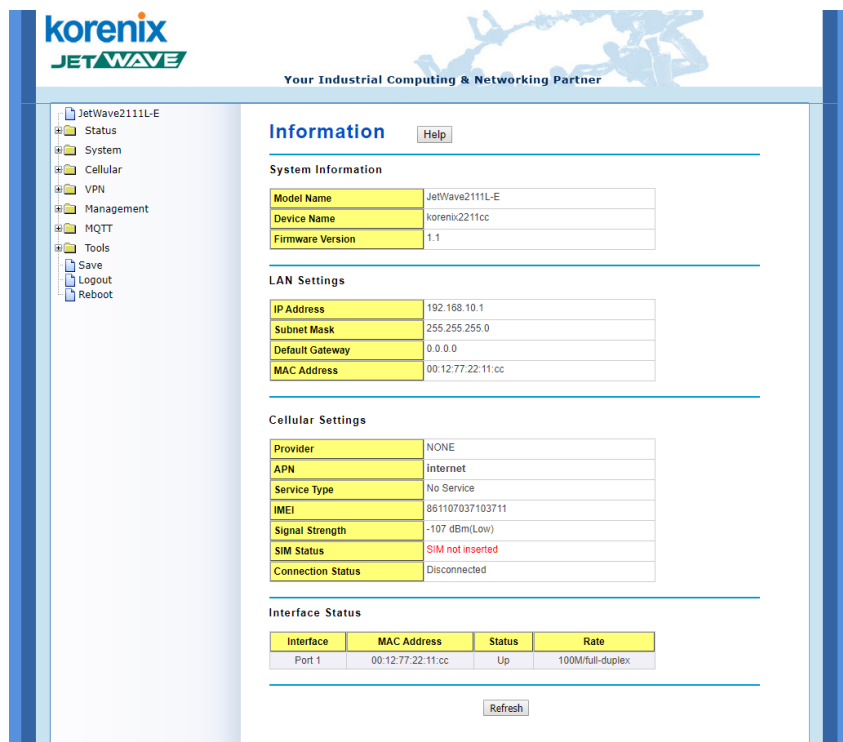 korenix
JETWAVE
Your Industrial Computing & Networking Partner
JetWave2111L-E
Status
System
Cellular
VPN
Management
MQTT
Tools
Save
Logout
Reboot
Information Help
System Information
Model Name JetWave2111L-E
Device Name korenix2211cc
Firmware Version 1.1
LAN Settings
IP Address 192.168.10.1
Subnet Mask 255.255.255.0
Default Gateway 0.0.0.0
MAC Address 00:12:77:22:11:cc
Cellular Settings
Provider NONE
APN internet
Service Type No Service
IMEI 861107037103711
Signal Strength -107 dBm(Low)
SIM Status SIM not inserted
Connection Status Disconnected
Interface Status
Interface MAC Address Status Rate
Port 1 00:12:77:22:11:cc Up 100M/full-duplex
Refresh